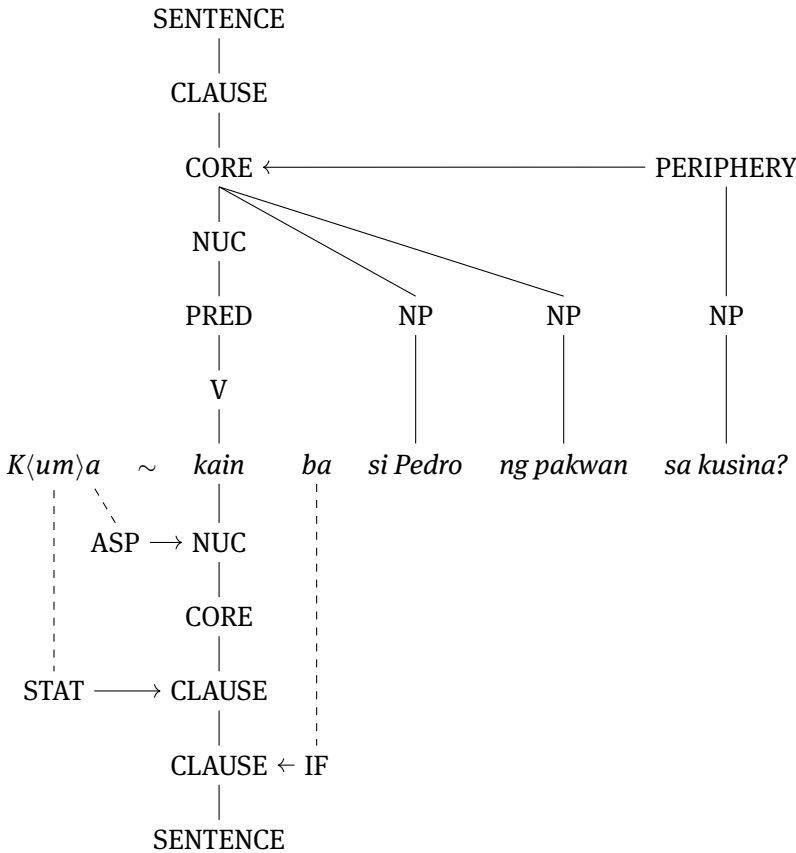 SENTENCE
CLAUSE
CORE PERIPHERY
NUC
PRED NP NP NP
V
K⟨um⟩a ∼ kain ba si Pedro ng pakwan sa kusina?
ASP NUC
CORE
STAT CLAUSE
CLAUSE IF
SENTENCE